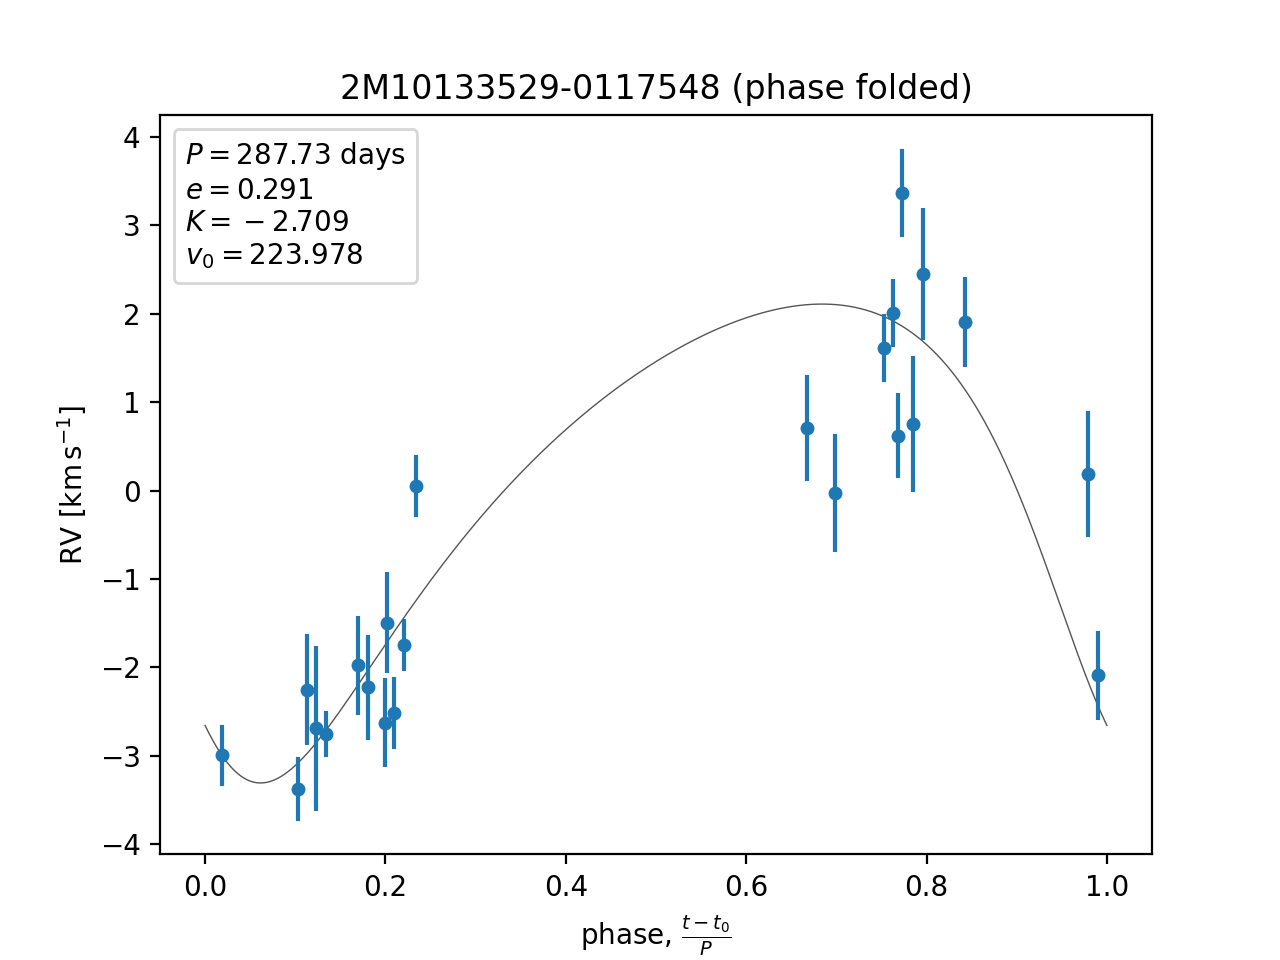 2M10133529-0117548 (phase folded)
P = 287.73 days
e = 0.291
K = −2.709
v₀ = 223.978
4
3
2
1
0
−1
−2
−3
−4
RV [km s⁻¹]
0.0 0.2 0.4 0.6 0.8 1.0
phase, (t − t₀)/P